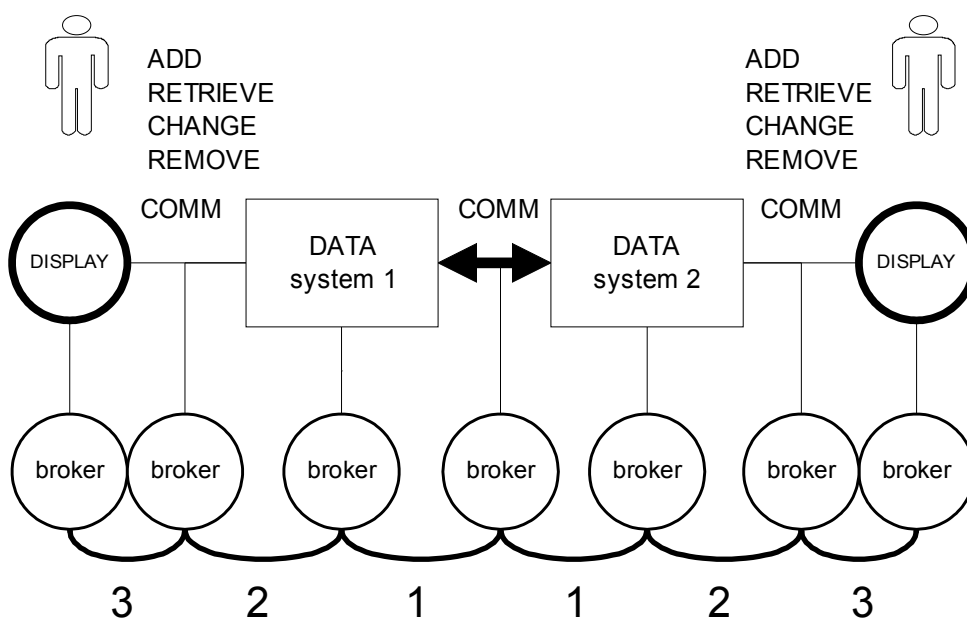 ADD
RETRIEVE
CHANGE
REMOVE
ADD
RETRIEVE
CHANGE
REMOVE
COMM
COMM
COMM
DISPLAY
DATA
system 1
DATA
system 2
DISPLAY
broker
broker
broker
broker
broker
broker
broker
3
2
1
1
2
3